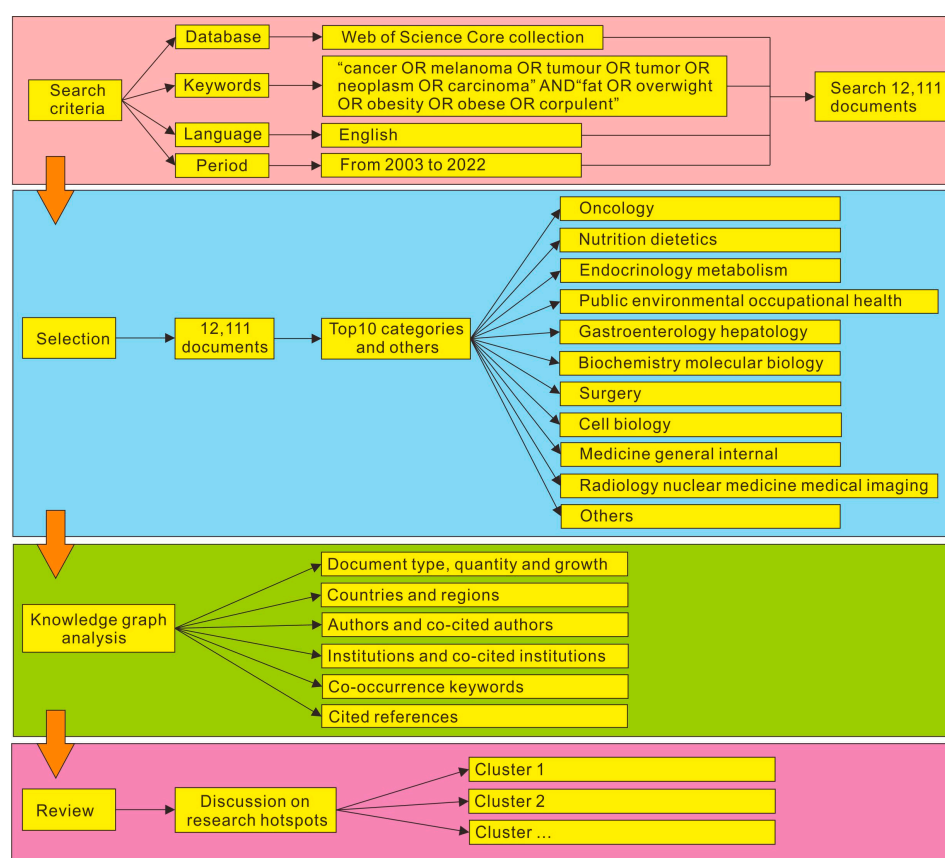 Search
criteria
Database
Web of Science Core collection
Keywords
“cancer OR melanoma OR tumour OR tumor OR
neoplasm OR carcinoma” AND“fat OR overwight
OR obesity OR obese OR corpulent”
Language
English
Period
From 2003 to 2022
Search 12,111
documents
Selection
12,111
documents
Top10 categories
and others
Oncology
Nutrition dietetics
Endocrinology metabolism
Public environmental occupational health
Gastroenterology hepatology
Biochemistry molecular biology
Surgery
Cell biology
Medicine general internal
Radiology nuclear medicine medical imaging
Others
Knowledge graph
analysis
Document type, quantity and growth
Countries and regions
Authors and co-cited authors
Institutions and co-cited institutions
Co-occurrence keywords
Cited references
Review
Discussion on
research hotspots
Cluster 1
Cluster 2
Cluster ...